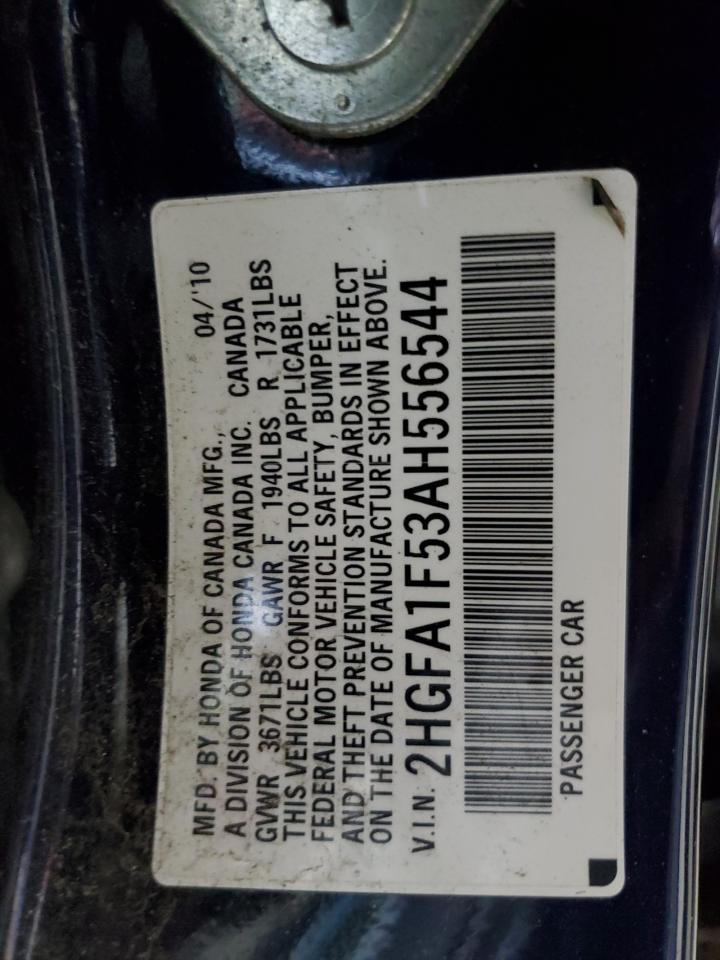 MFD. BY HONDA OF CANADA MFG., 04/'10
A DIVISION OF HONDA CANADA INC. CANADA
GVWR 3671LBS GAWR F 1940LBS R 1731LBS
THIS VEHICLE CONFORMS TO ALL APPLICABLE
FEDERAL MOTOR VEHICLE SAFETY, BUMPER,
AND THEFT PREVENTION STANDARDS IN EFFECT
ON THE DATE OF MANUFACTURE SHOWN ABOVE.
V.I.N. 2HGFA1F53AH556544
PASSENGER CAR